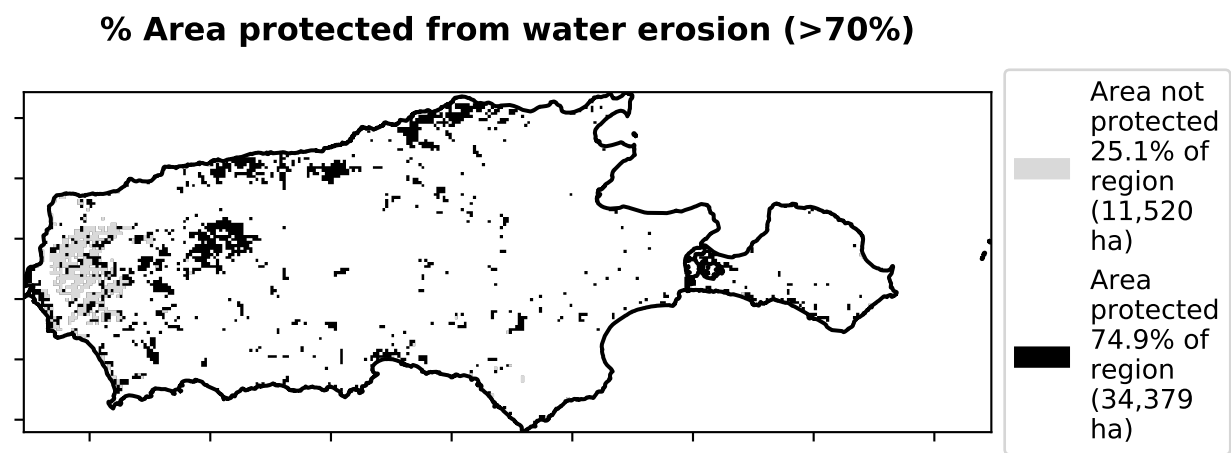 % Area protected from water erosion (>70%)
Area not
protected
25.1% of
region
(11,520
ha)
Area
protected
74.9% of
region
(34,379
ha)